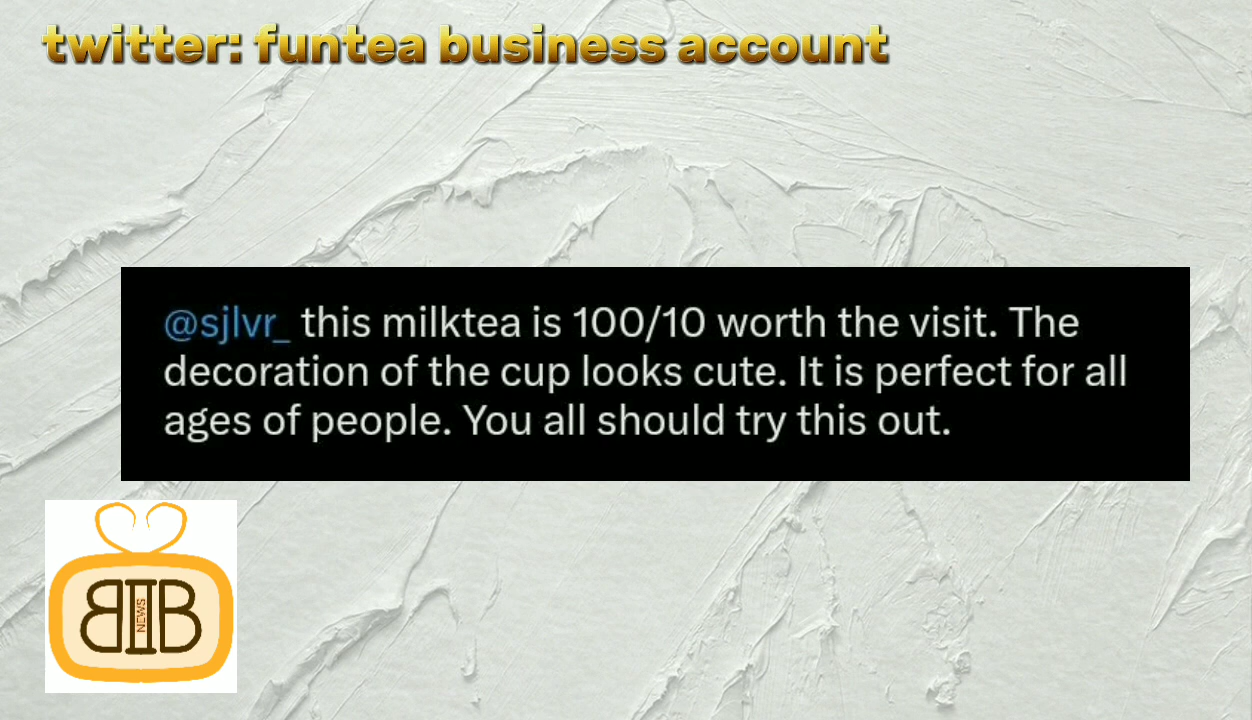 twitter: funtea business account
@sjlvr_ this milktea is 100/10 worth the visit. The
decoration of the cup looks cute. It is perfect for all
ages of people. You all should try this out.
BIIB
NEWS